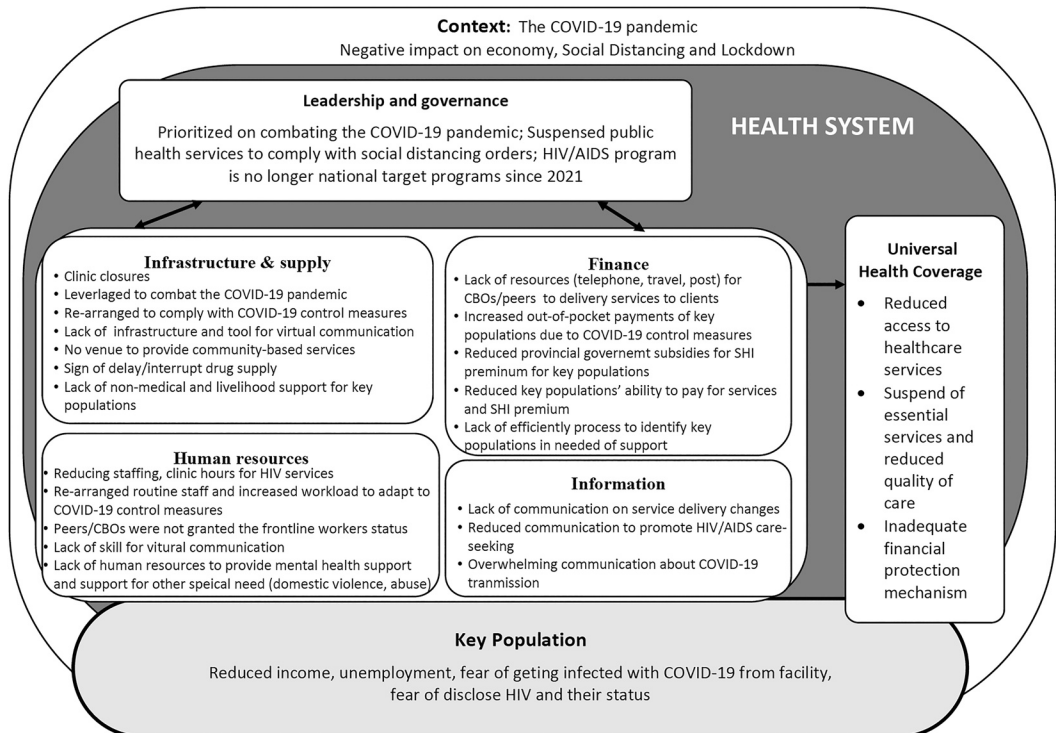 Context: The COVID-19 pandemic
Negative impact on economy, Social Distancing and Lockdown
HEALTH SYSTEM
Leadership and governance
Prioritized on combating the COVID-19 pandemic; Suspensed public
health services to comply with social distancing orders; HIV/AIDS program
is no longer national target programs since 2021
Infrastructure & supply
• Clinic closures
• Leverlaged to combat the COVID-19 pandemic
• Re-arranged to comply with COVID-19 control measures
• Lack of infrastructure and tool for virtual communication
• No venue to provide community-based services
• Sign of delay/interrupt drug supply
• Lack of non-medical and livelihood support for key
populations
Finance
• Lack of resources (telephone, travel, post) for
CBOs/peers to delivery services to clients
• Increased out-of-pocket payments of key
populations due to COVID-19 control measures
• Reduced provincial governemt subsidies for SHI
preminum for key populations
• Reduced key populations’ ability to pay for services
and SHI premium
• Lack of efficiently process to identify key
populations in needed of support
Human resources
• Reducing staffing, clinic hours for HIV services
• Re-arranged routine staff and increased workload to adapt to
COVID-19 control measures
• Peers/CBOs were not granted the frontline workers status
• Lack of skill for vitural communication
• Lack of human resources to provide mental health support
and support for other speical need (domestic violence, abuse)
Information
• Lack of communication on service delivery changes
• Reduced communication to promote HIV/AIDS care-
seeking
• Overwhelming communication about COVID-19
tranmission
Universal
Health Coverage
• Reduced
access to
healthcare
services
• Suspend of
essential
services and
reduced
quality of
care
• Inadequate
financial
protection
mechanism
Key Population
Reduced income, unemployment, fear of geting infected with COVID-19 from facility,
fear of disclose HIV and their status